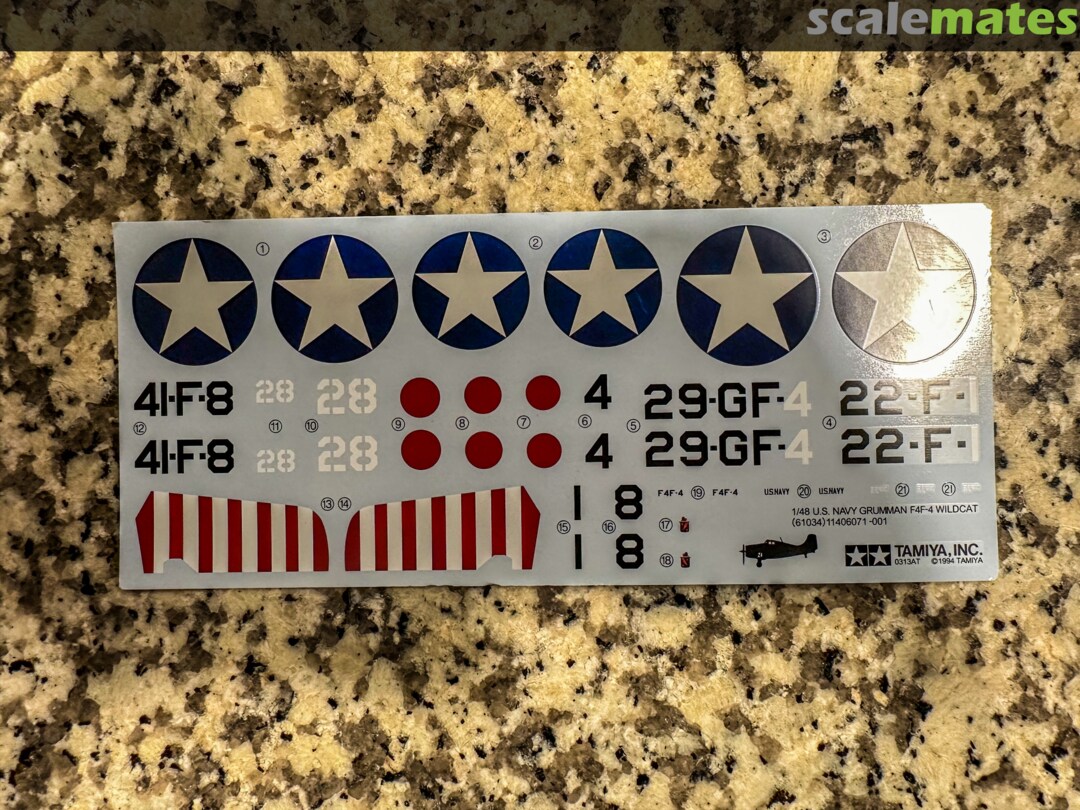 scalemates
① ② ③
41-F-8 28 28 4 29-GF-4 22-F-1
⑫ ⑪ ⑩ ⑨ ⑧ ⑦ ⑥ ⑤ ④
41-F-8 28 28 4 29-GF-4 22-F-1
1 8 F4F-4 ⑲ F4F-4 U.S.NAVY ⑳ U.S.NAVY ㉑ ㉑
⑬ ⑭ ⑮ ⑯ ⑰
1/48 U.S. NAVY GRUMMAN F4F-4 WILDCAT
(61034)11406071 -001
1 8 ⑱
TAMIYA, INC.
0313AT ©1994 TAMIYA